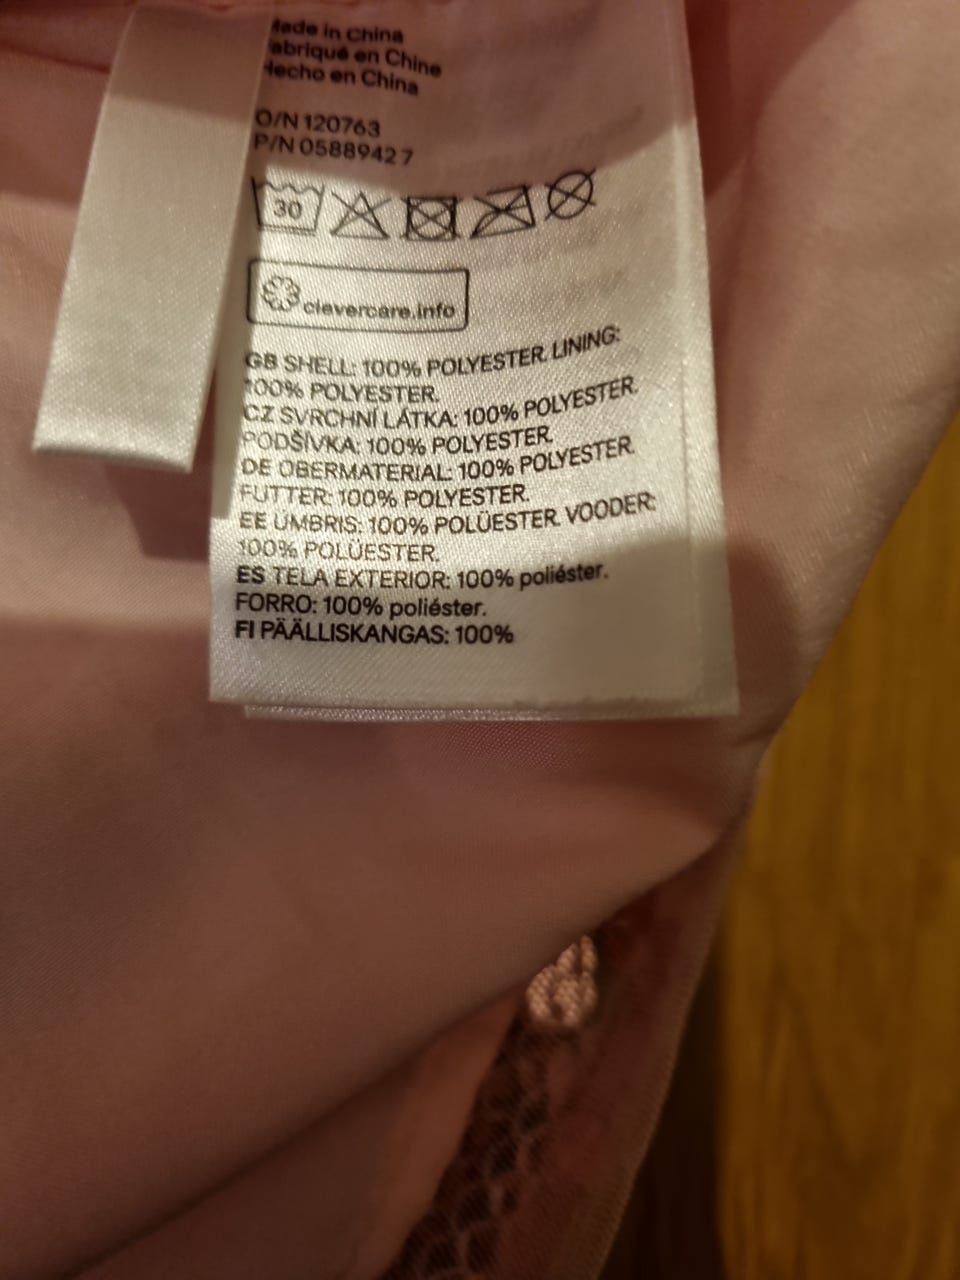 Made in China
Fabriqué en Chine
Hecho en China
O/N 120763
P/N 05889427
30
clevercare.info
GB SHELL: 100% POLYESTER. LINING:
100% POLYESTER.
CZ SVRCHNÍ LÁTKA: 100% POLYESTER.
PODŠÍVKA: 100% POLYESTER.
DE OBERMATERIAL: 100% POLYESTER.
FUTTER: 100% POLYESTER.
EE UMBRIS: 100% POLÜESTER. VOODER:
100% POLÜESTER.
ES TELA EXTERIOR: 100% poliéster.
FORRO: 100% poliéster.
FI PÄÄLLISKANGAS: 100%